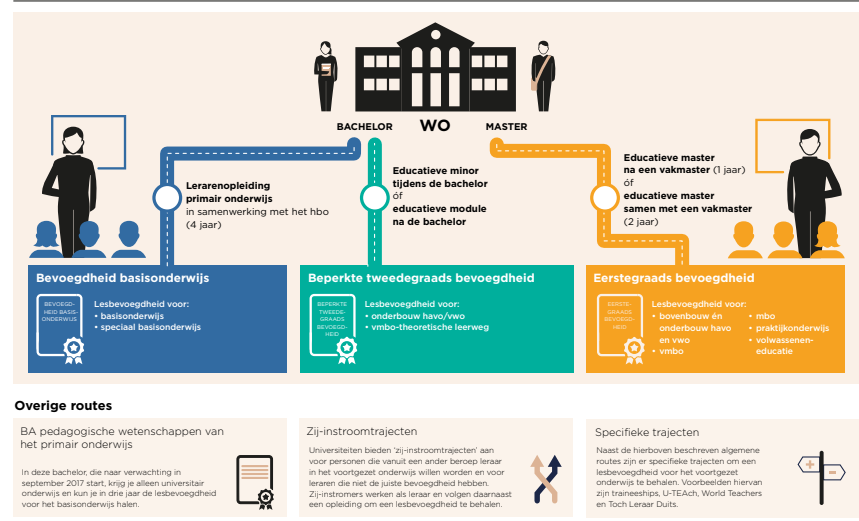 BACHELOR WO MASTER
Lerarenopleiding
primair onderwijs
in samenwerking met het hbo
(4 jaar)
Educatieve minor
tijdens de bachelor
óf
educatieve module
na de bachelor
Educatieve master
na een vakmaster (1 jaar)
óf
educatieve master
samen met een vakmaster
(2 jaar)
Bevoegdheid basisonderwijs
BEVOEGD-
HEID BASIS-
ONDERWIJS
Lesbevoegdheid voor:
• basisonderwijs
• speciaal basisonderwijs
Beperkte tweedegraads bevoegdheid
BEPERKTE
TWEEDE-
GRAADS
BEVOEGD-
HEID
Lesbevoegdheid voor:
• onderbouw havo/vwo
• vmbo-theoretische leerweg
Eerstegraads bevoegdheid
EERSTE-
GRAADS
BEVOEGD-
HEID
Lesbevoegdheid voor:
• bovenbouw én
onderbouw havo
en vwo
• vmbo
• mbo
• praktijkonderwijs
• volwassenen-
educatie
Overige routes
BA pedagogische wetenschappen van
het primair onderwijs
In deze bachelor, die naar verwachting in
september 2017 start, krijg je alleen universitair
onderwijs en kun je in drie jaar de lesbevoegdheid
voor het basisonderwijs halen.
Zij-instroomtrajecten
Universiteiten bieden 'zij-instroomtrajecten' aan
voor personen die vanuit een ander beroep leraar
in het voortgezet onderwijs willen worden en voor
leraren die niet de juiste bevoegdheid hebben.
Zij-instromers werken als leraar en volgen daarnaast
een opleiding om een lesbevoegdheid te behalen.
Specifieke trajecten
Naast de hierboven beschreven algemene
routes zijn er specifieke trajecten om een
lesbevoegdheid voor het voortgezet
onderwijs te behalen. Voorbeelden hiervan
zijn traineeships, U-TEAch, World Teachers
en Toch Leraar Duits.
+
-